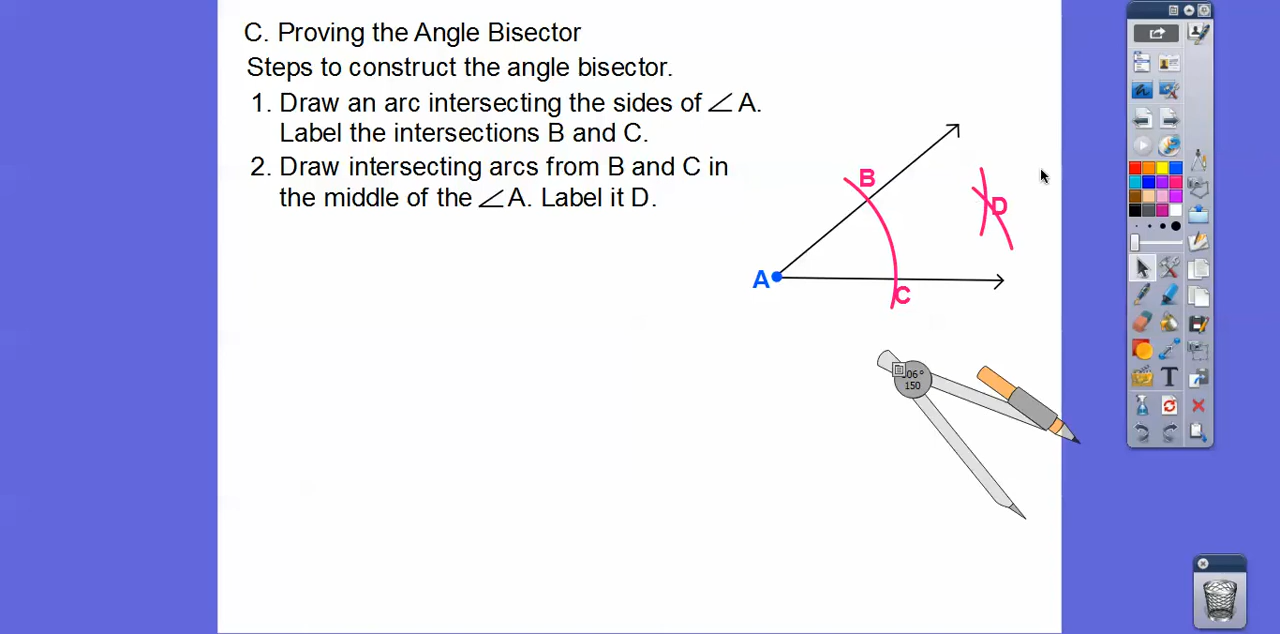 C. Proving the Angle Bisector
Steps to construct the angle bisector.
1. Draw an arc intersecting the sides of ∠A.
Label the intersections B and C.
2. Draw intersecting arcs from B and C in
the middle of the ∠A. Label it D.
B
D
A
C
150
T